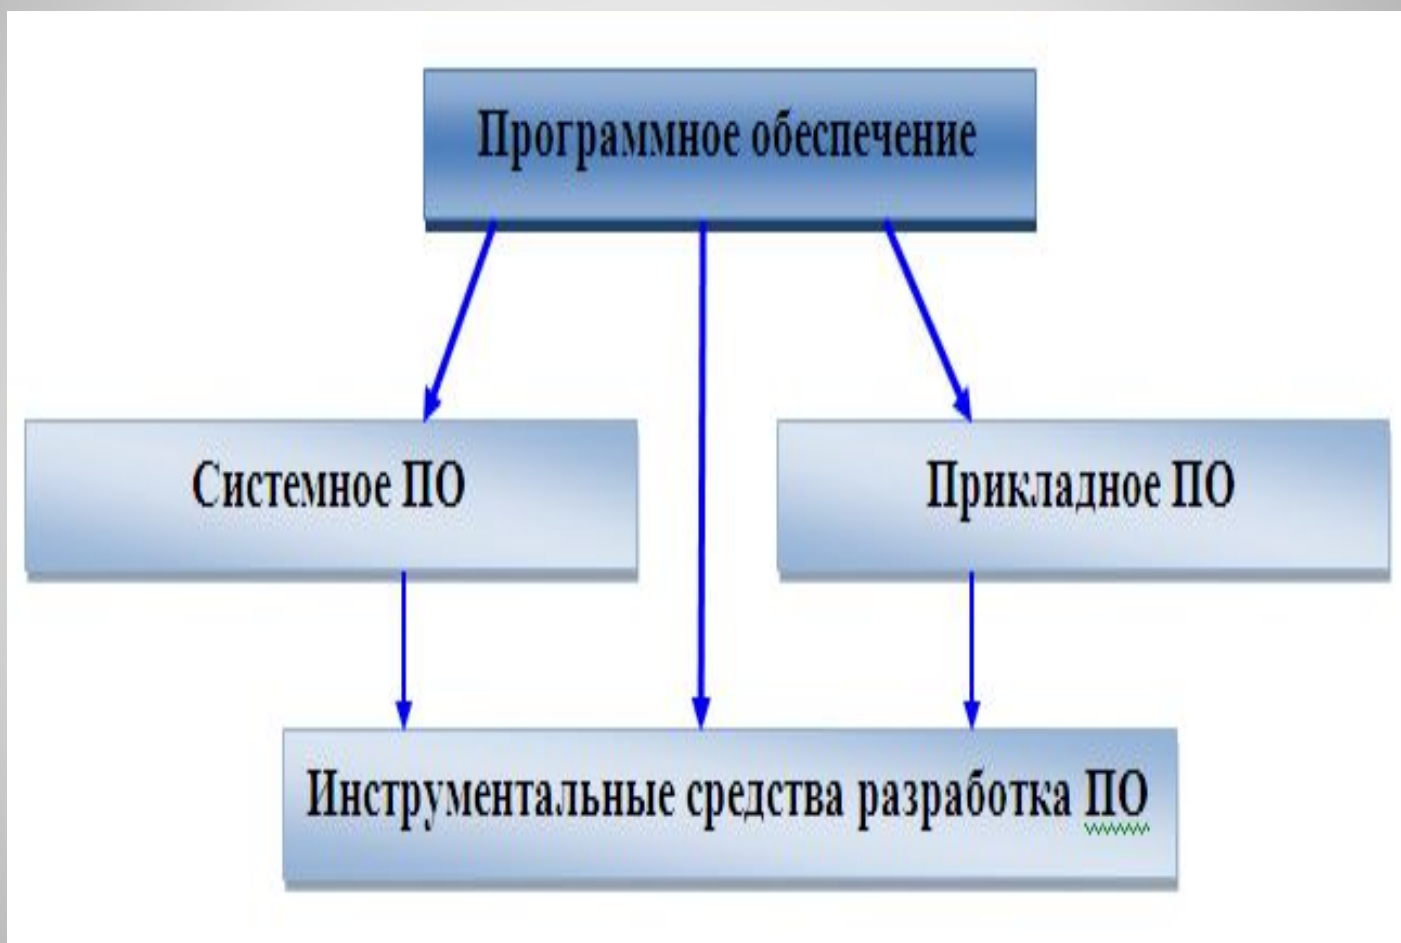 Программное обеспечение
Системное ПО
Прикладное ПО
Инструментальные средства разработка ПО